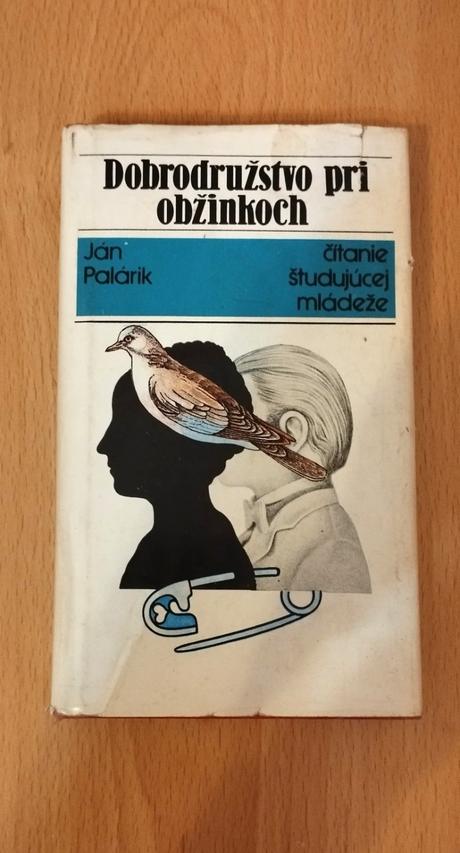 Dobrodružstvo pri
obžinkoch
Ján
Palárik
čítanie
študujúcej
mládeže